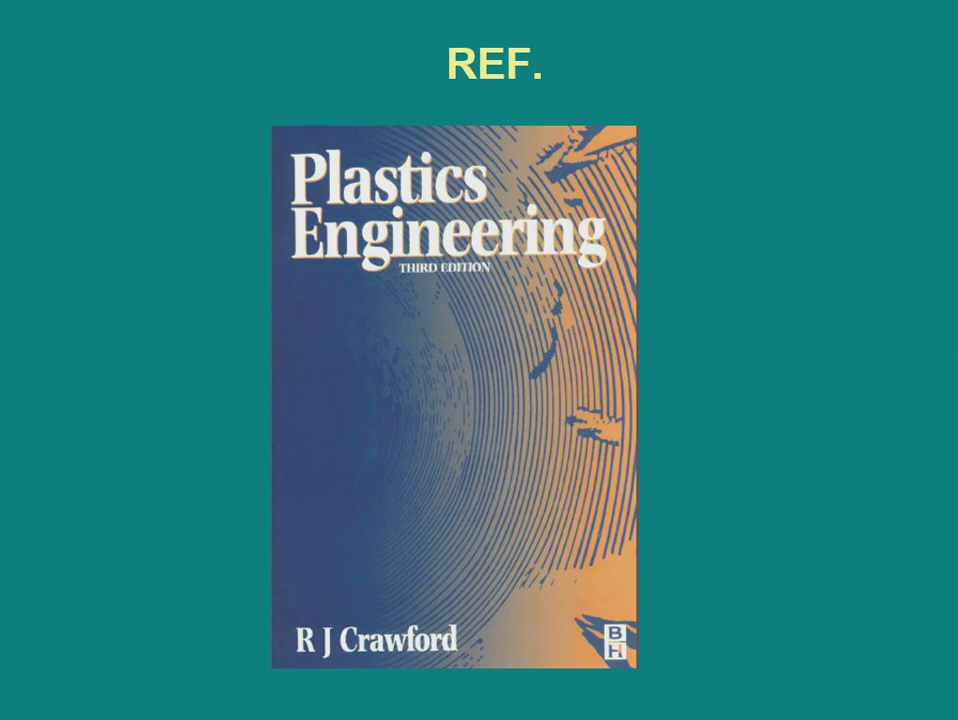 REF.
Plastics
Engineering
THIRD EDITION
R J Crawford
B
H